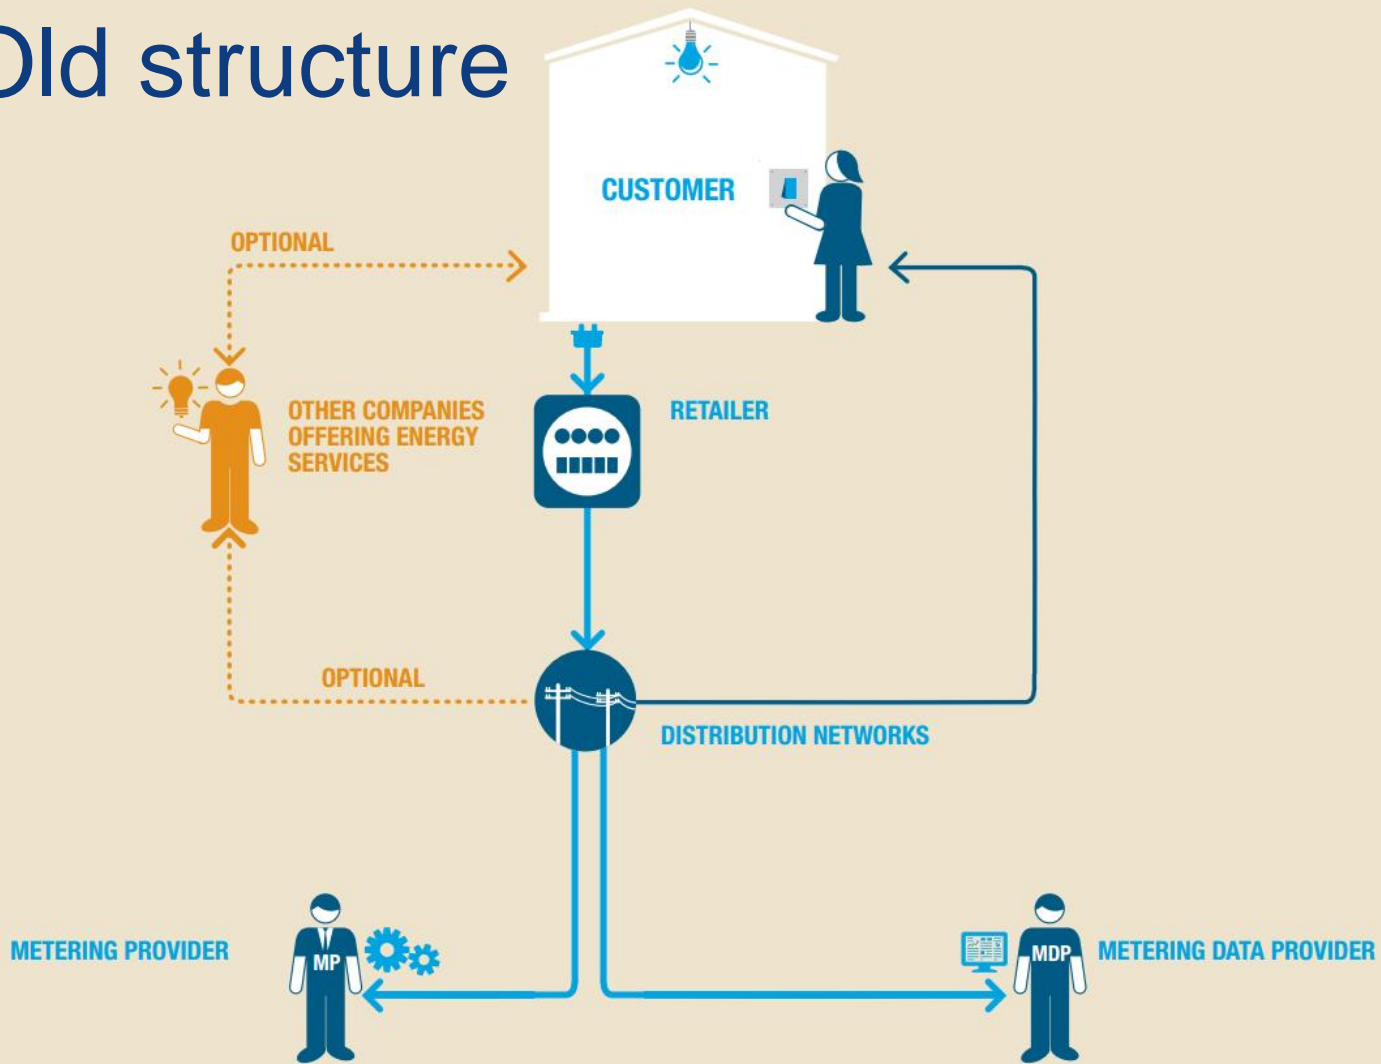 Old structure
CUSTOMER
OPTIONAL
OTHER COMPANIES
OFFERING ENERGY
SERVICES
RETAILER
OPTIONAL
DISTRIBUTION NETWORKS
METERING PROVIDER
MP
MDP
METERING DATA PROVIDER